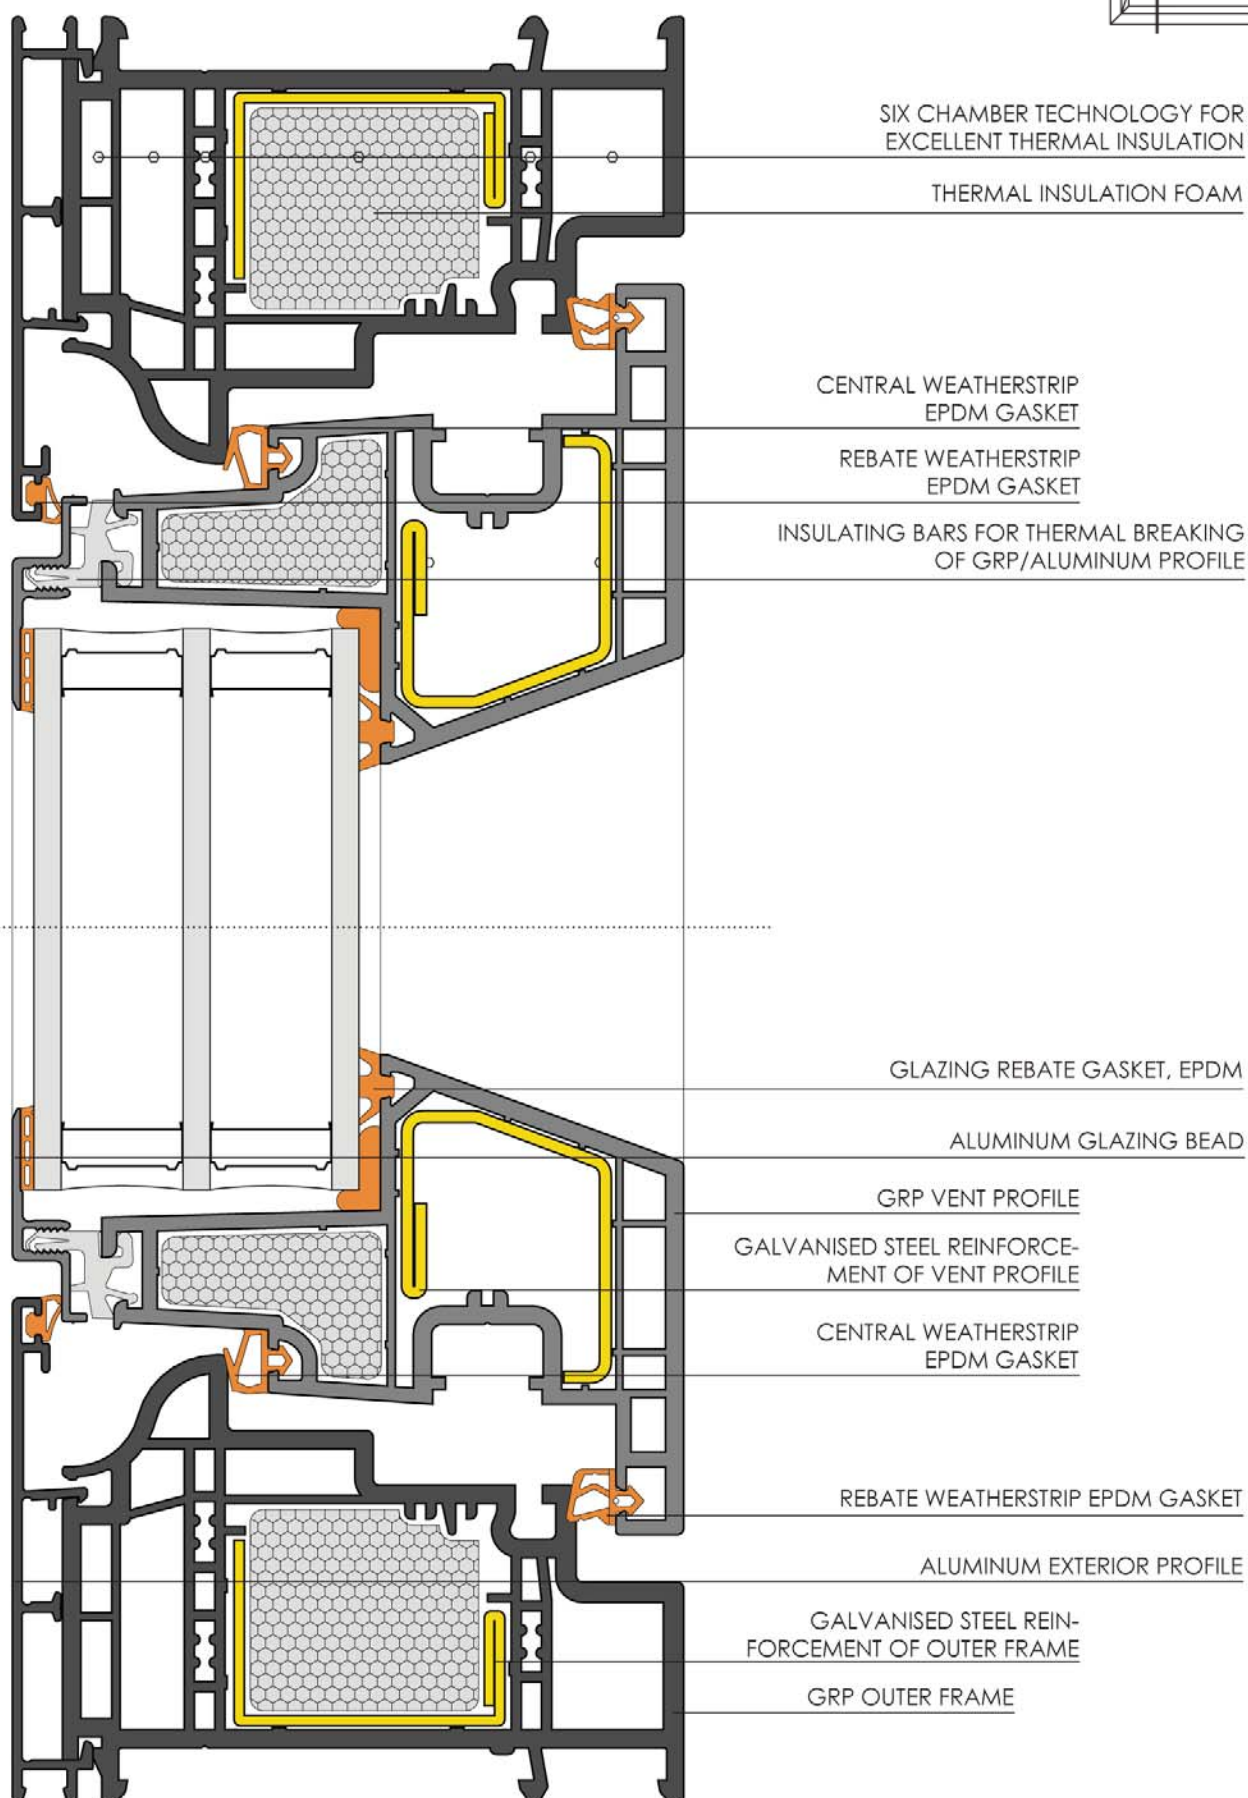 SIX CHAMBER TECHNOLOGY FOR
EXCELLENT THERMAL INSULATION
THERMAL INSULATION FOAM
CENTRAL WEATHERSTRIP
EPDM GASKET
REBATE WEATHERSTRIP
EPDM GASKET
INSULATING BARS FOR THERMAL BREAKING
OF GRP/ALUMINUM PROFILE
GLAZING REBATE GASKET, EPDM
ALUMINUM GLAZING BEAD
GRP VENT PROFILE
GALVANISED STEEL REINFORCE-
MENT OF VENT PROFILE
CENTRAL WEATHERSTRIP
EPDM GASKET
REBATE WEATHERSTRIP EPDM GASKET
ALUMINUM EXTERIOR PROFILE
GALVANISED STEEL REIN-
FORCEMENT OF OUTER FRAME
GRP OUTER FRAME